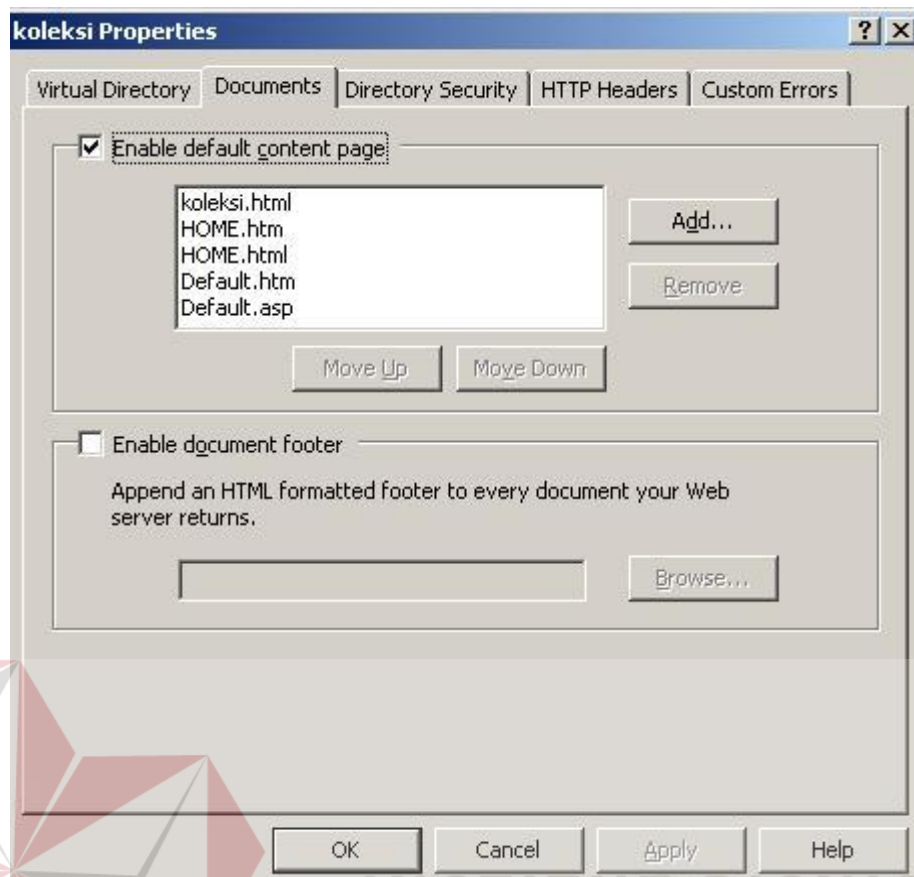 koleksi Properties
Virtual Directory Documents Directory Security HTTP Headers Custom Errors
Enable default content page
koleksi.html
HOME.htm
HOME.html
Default.htm
Default.asp
Add...
Remove
Move Up Move Down
Enable document footer
Append an HTML formatted footer to every document your Web
server returns.
Browse...
OK Cancel Apply Help